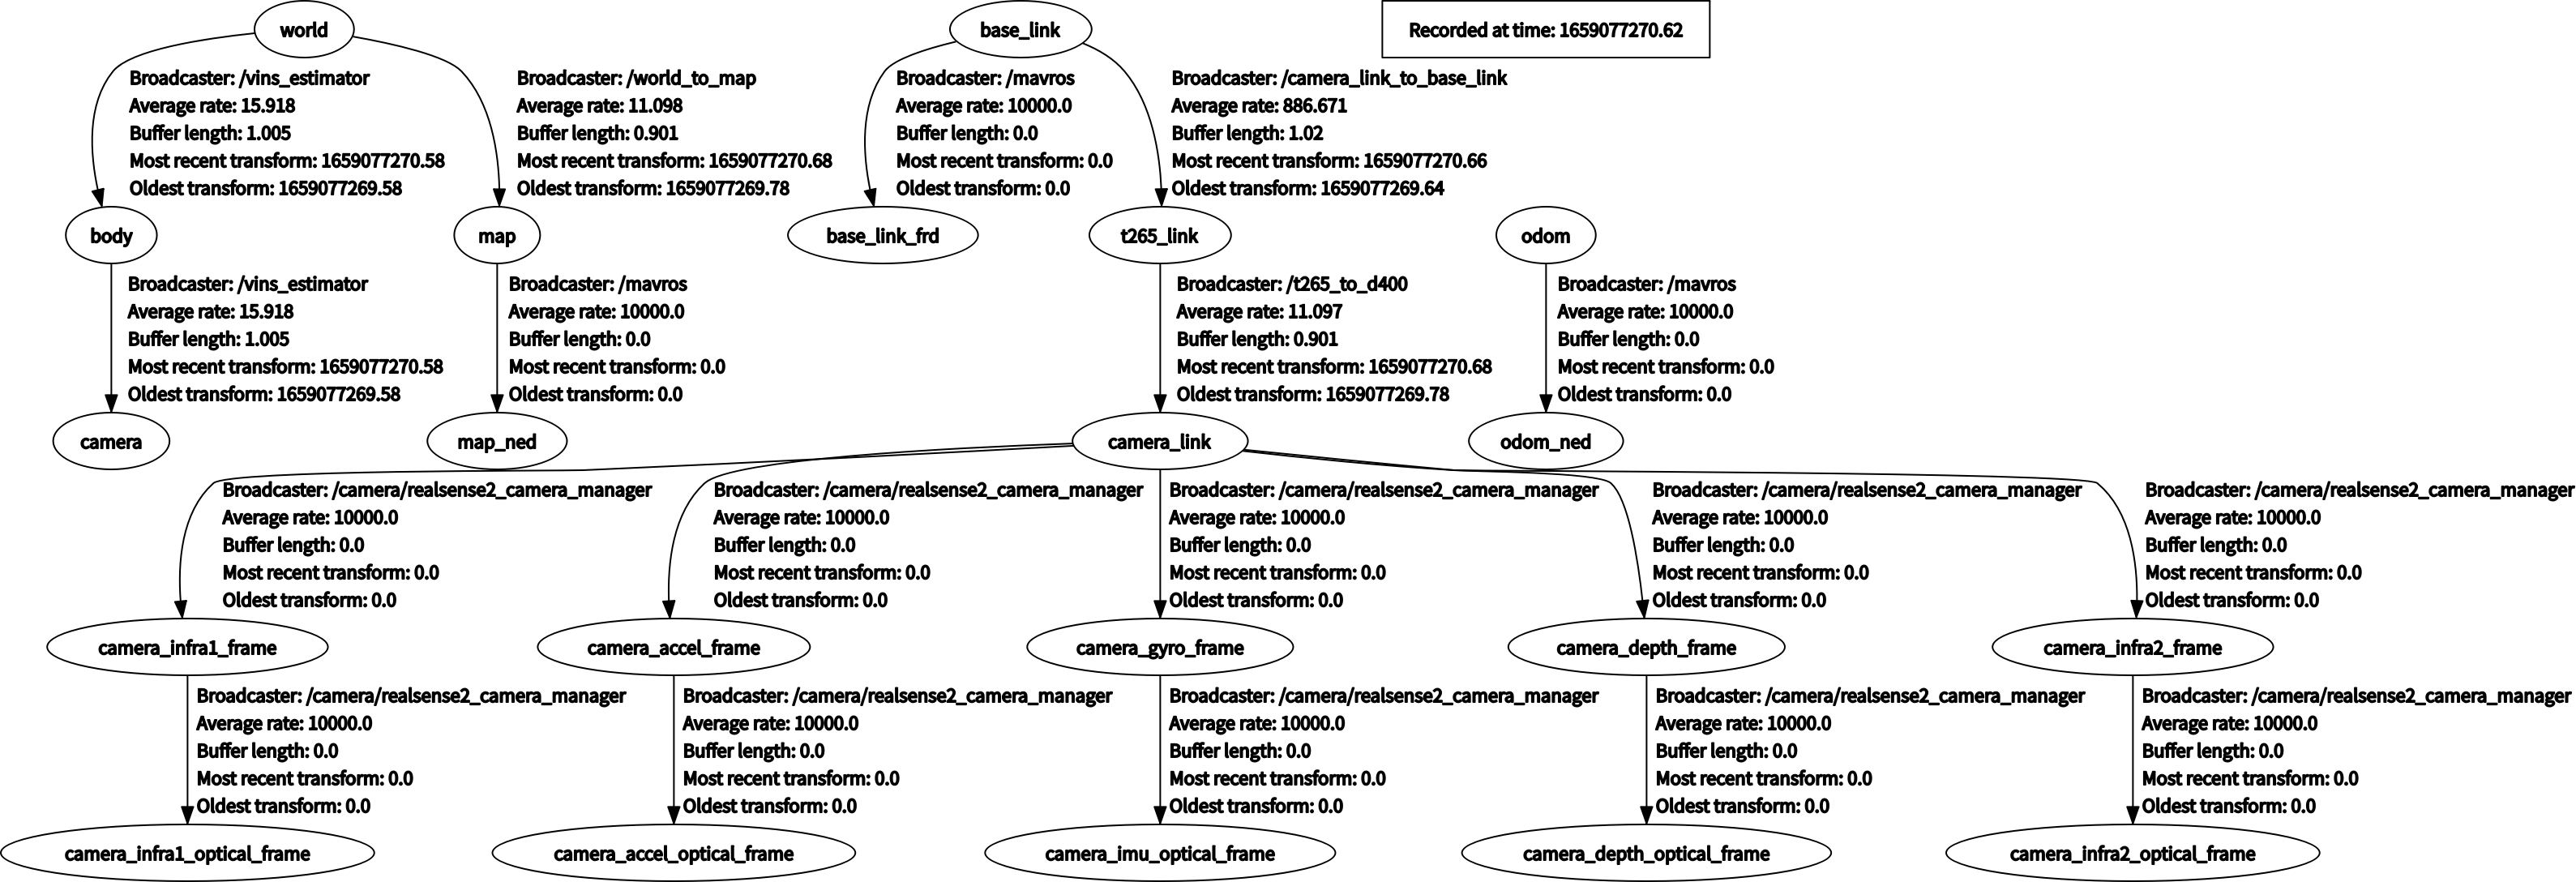 world
base_link
Recorded at time: 1659077270.62
Broadcaster: /vins_estimator
Average rate: 15.918
Buffer length: 1.005
Most recent transform: 1659077270.58
Oldest transform: 1659077269.58
Broadcaster: /world_to_map
Average rate: 11.098
Buffer length: 0.901
Most recent transform: 1659077270.68
Oldest transform: 1659077269.78
Broadcaster: /mavros
Average rate: 10000.0
Buffer length: 0.0
Most recent transform: 0.0
Oldest transform: 0.0
Broadcaster: /camera_link_to_base_link
Average rate: 886.671
Buffer length: 1.02
Most recent transform: 1659077270.66
Oldest transform: 1659077269.64
body
map
base_link_frd
t265_link
odom
Broadcaster: /vins_estimator
Average rate: 15.918
Buffer length: 1.005
Most recent transform: 1659077270.58
Oldest transform: 1659077269.58
Broadcaster: /mavros
Average rate: 10000.0
Buffer length: 0.0
Most recent transform: 0.0
Oldest transform: 0.0
Broadcaster: /t265_to_d400
Average rate: 11.097
Buffer length: 0.901
Most recent transform: 1659077270.68
Oldest transform: 1659077269.78
Broadcaster: /mavros
Average rate: 10000.0
Buffer length: 0.0
Most recent transform: 0.0
Oldest transform: 0.0
camera
map_ned
camera_link
odom_ned
Broadcaster: /camera/realsense2_camera_manager
Average rate: 10000.0
Buffer length: 0.0
Most recent transform: 0.0
Oldest transform: 0.0
Broadcaster: /camera/realsense2_camera_manager
Average rate: 10000.0
Buffer length: 0.0
Most recent transform: 0.0
Oldest transform: 0.0
Broadcaster: /camera/realsense2_camera_manager
Average rate: 10000.0
Buffer length: 0.0
Most recent transform: 0.0
Oldest transform: 0.0
Broadcaster: /camera/realsense2_camera_manager
Average rate: 10000.0
Buffer length: 0.0
Most recent transform: 0.0
Oldest transform: 0.0
Broadcaster: /camera/realsense2_camera_manager
Average rate: 10000.0
Buffer length: 0.0
Most recent transform: 0.0
Oldest transform: 0.0
camera_infra1_frame
camera_accel_frame
camera_gyro_frame
camera_depth_frame
camera_infra2_frame
Broadcaster: /camera/realsense2_camera_manager
Average rate: 10000.0
Buffer length: 0.0
Most recent transform: 0.0
Oldest transform: 0.0
Broadcaster: /camera/realsense2_camera_manager
Average rate: 10000.0
Buffer length: 0.0
Most recent transform: 0.0
Oldest transform: 0.0
Broadcaster: /camera/realsense2_camera_manager
Average rate: 10000.0
Buffer length: 0.0
Most recent transform: 0.0
Oldest transform: 0.0
Broadcaster: /camera/realsense2_camera_manager
Average rate: 10000.0
Buffer length: 0.0
Most recent transform: 0.0
Oldest transform: 0.0
Broadcaster: /camera/realsense2_camera_manager
Average rate: 10000.0
Buffer length: 0.0
Most recent transform: 0.0
Oldest transform: 0.0
camera_infra1_optical_frame
camera_accel_optical_frame
camera_imu_optical_frame
camera_depth_optical_frame
camera_infra2_optical_frame